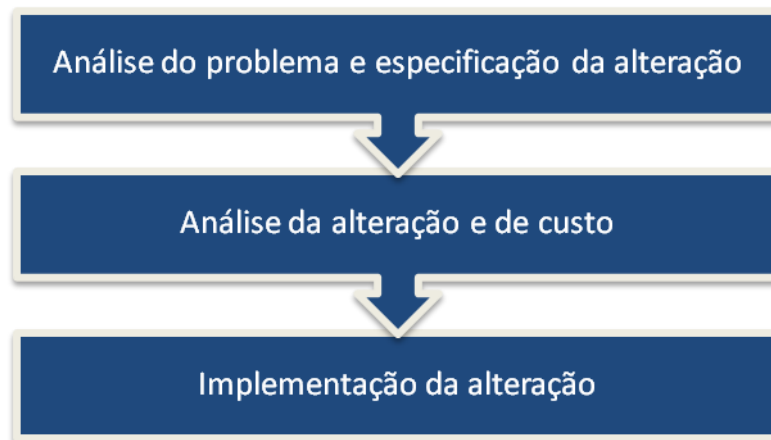 Análise do problema e especificação da alteração
Análise da alteração e de custo
Implementação da alteração